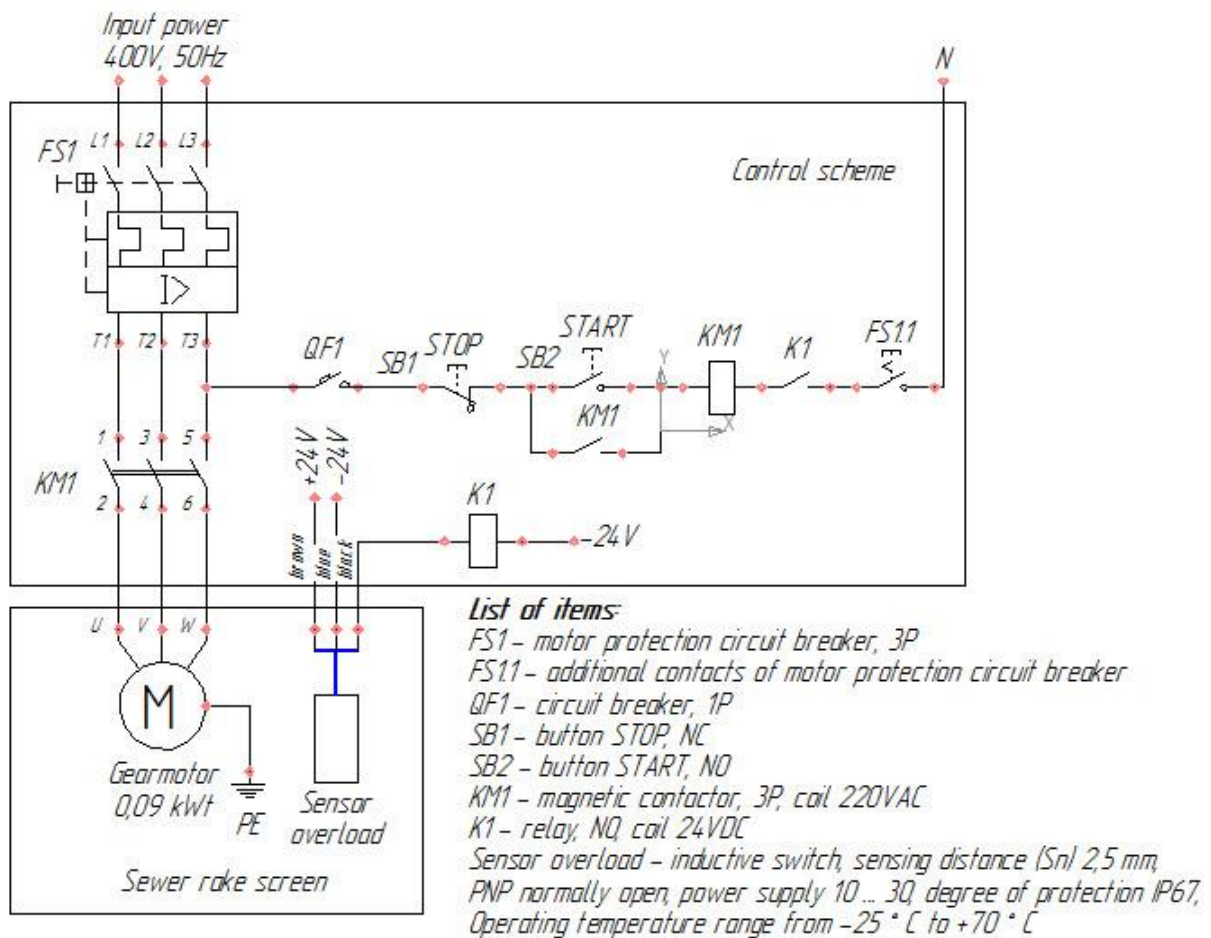 Input power
400V, 50Hz
N
L1 L2 L3
FS1
Control scheme
T1 T2 T3
QF1
SB1
STOP
SB2
START
KM1
K1
FS1.1
Y
X
KM1
1 3 5
KM1
2 4 6
+24V
-24V
brown
blue
black
K1
-24V
U V W
M
Gearmotor
0,09 kWt
PE
Sensor
overload
Sewer rake screen
List of items:
FS1 – motor protection circuit breaker, 3P
FS1.1 – additional contacts of motor protection circuit breaker
QF1 – circuit breaker, 1P
SB1 – button STOP, NC
SB2 – button START, NO
KM1 – magnetic contactor, 3P, coil 220VAC
K1 – relay, NO, coil 24VDC
Sensor overload – inductive switch, sensing distance (Sn) 2,5 mm,
PNP normally open, power supply 10 ... 30, degree of protection IP67,
Operating temperature range from -25 ° C to +70 ° C